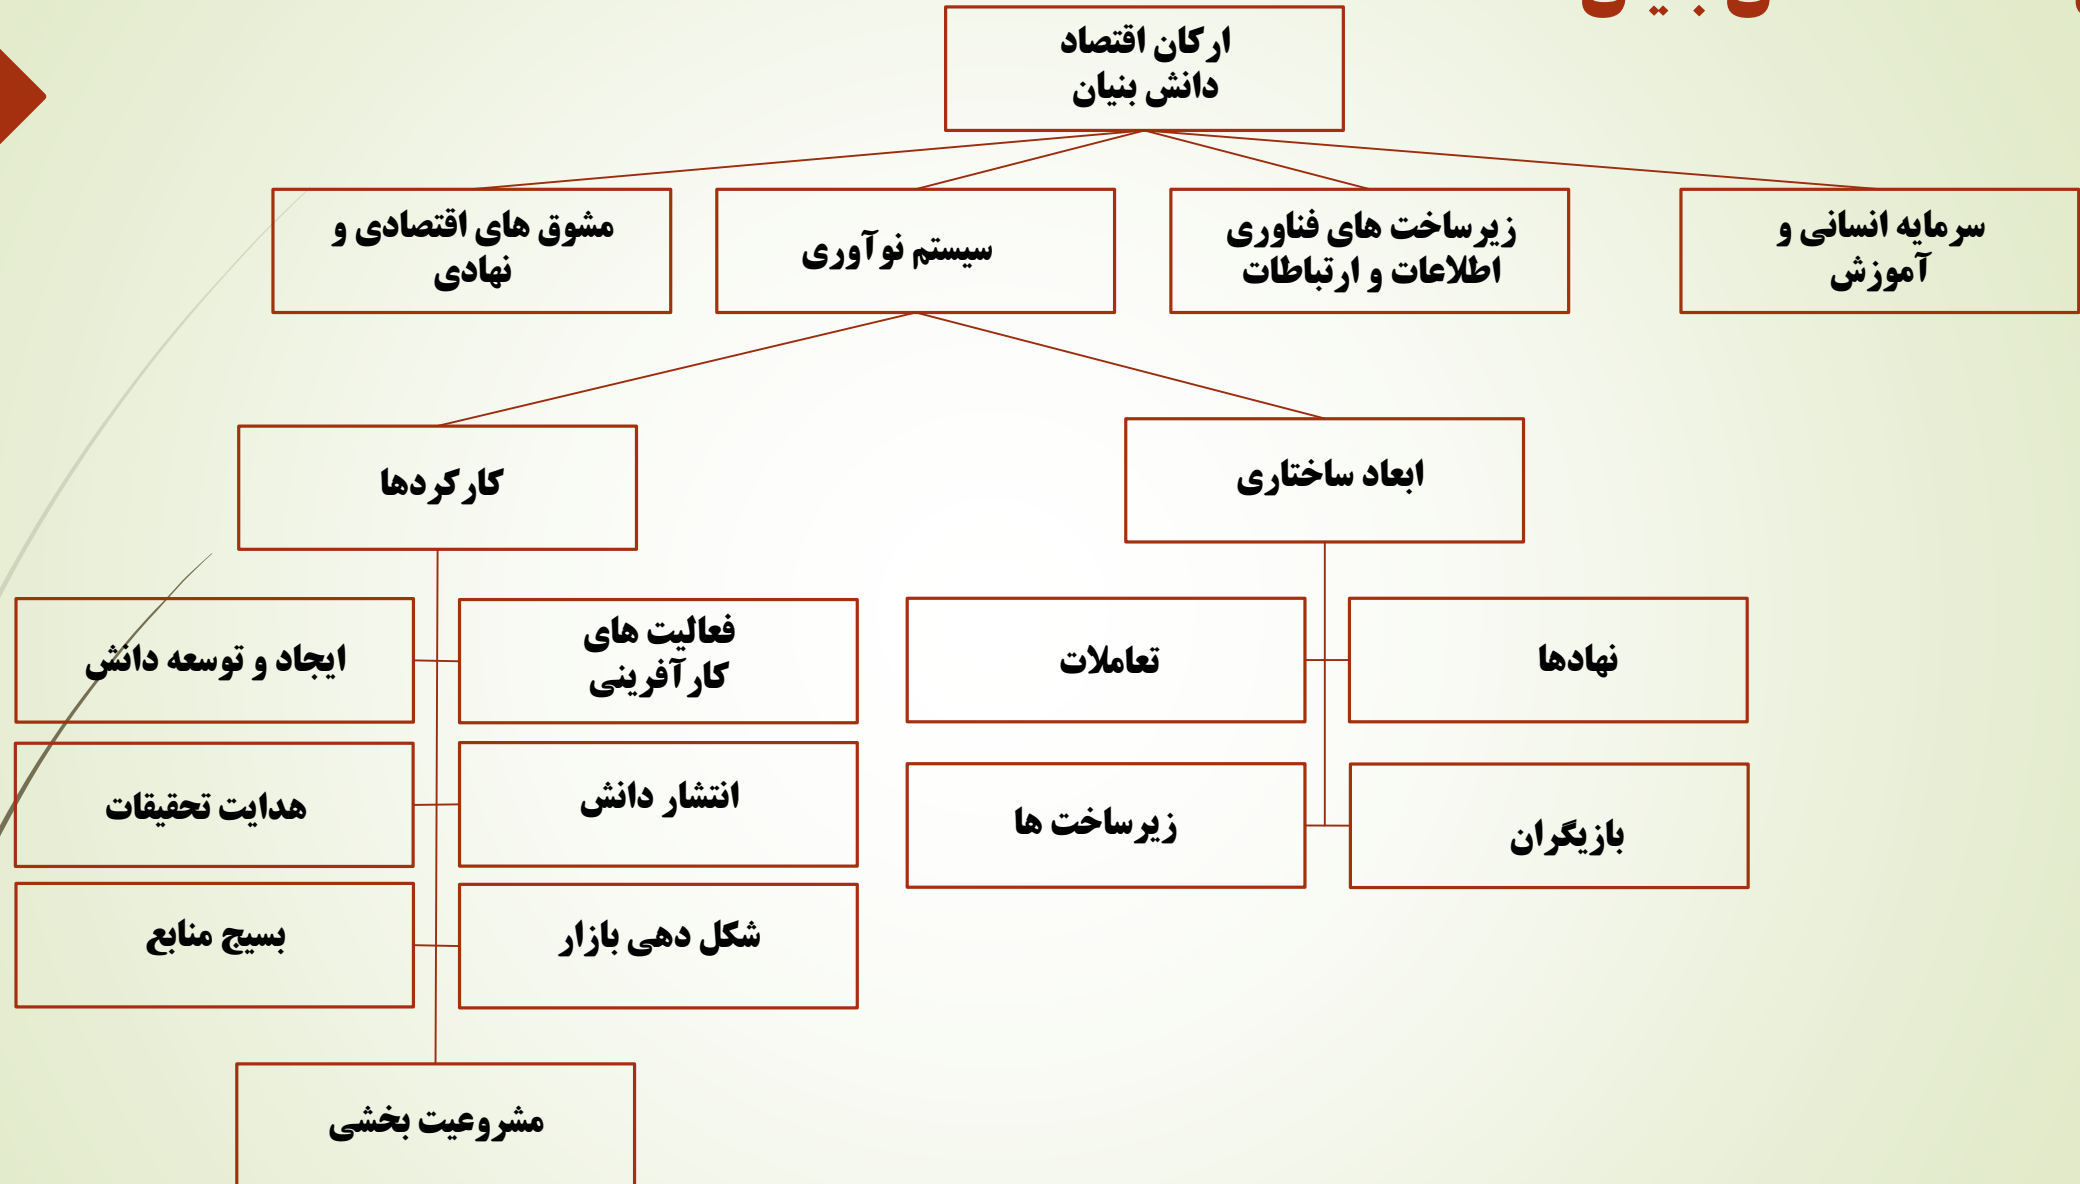 ارکان اقتصاد
دانش بنیان
سرمایه انسانی و
آموزش
زیرساخت های فناوری
اطلاعات و ارتباطات
سیستم نوآوری
مشوق های اقتصادی و
نهادی
ابعاد ساختاری
کارکردها
نهادها
تعاملات
بازیگران
زیرساخت ها
فعالیت های
کارآفرینی
ایجاد و توسعه دانش
انتشار دانش
هدایت تحقیقات
شکل دهی بازار
بسیج منابع
مشروعیت بخشی